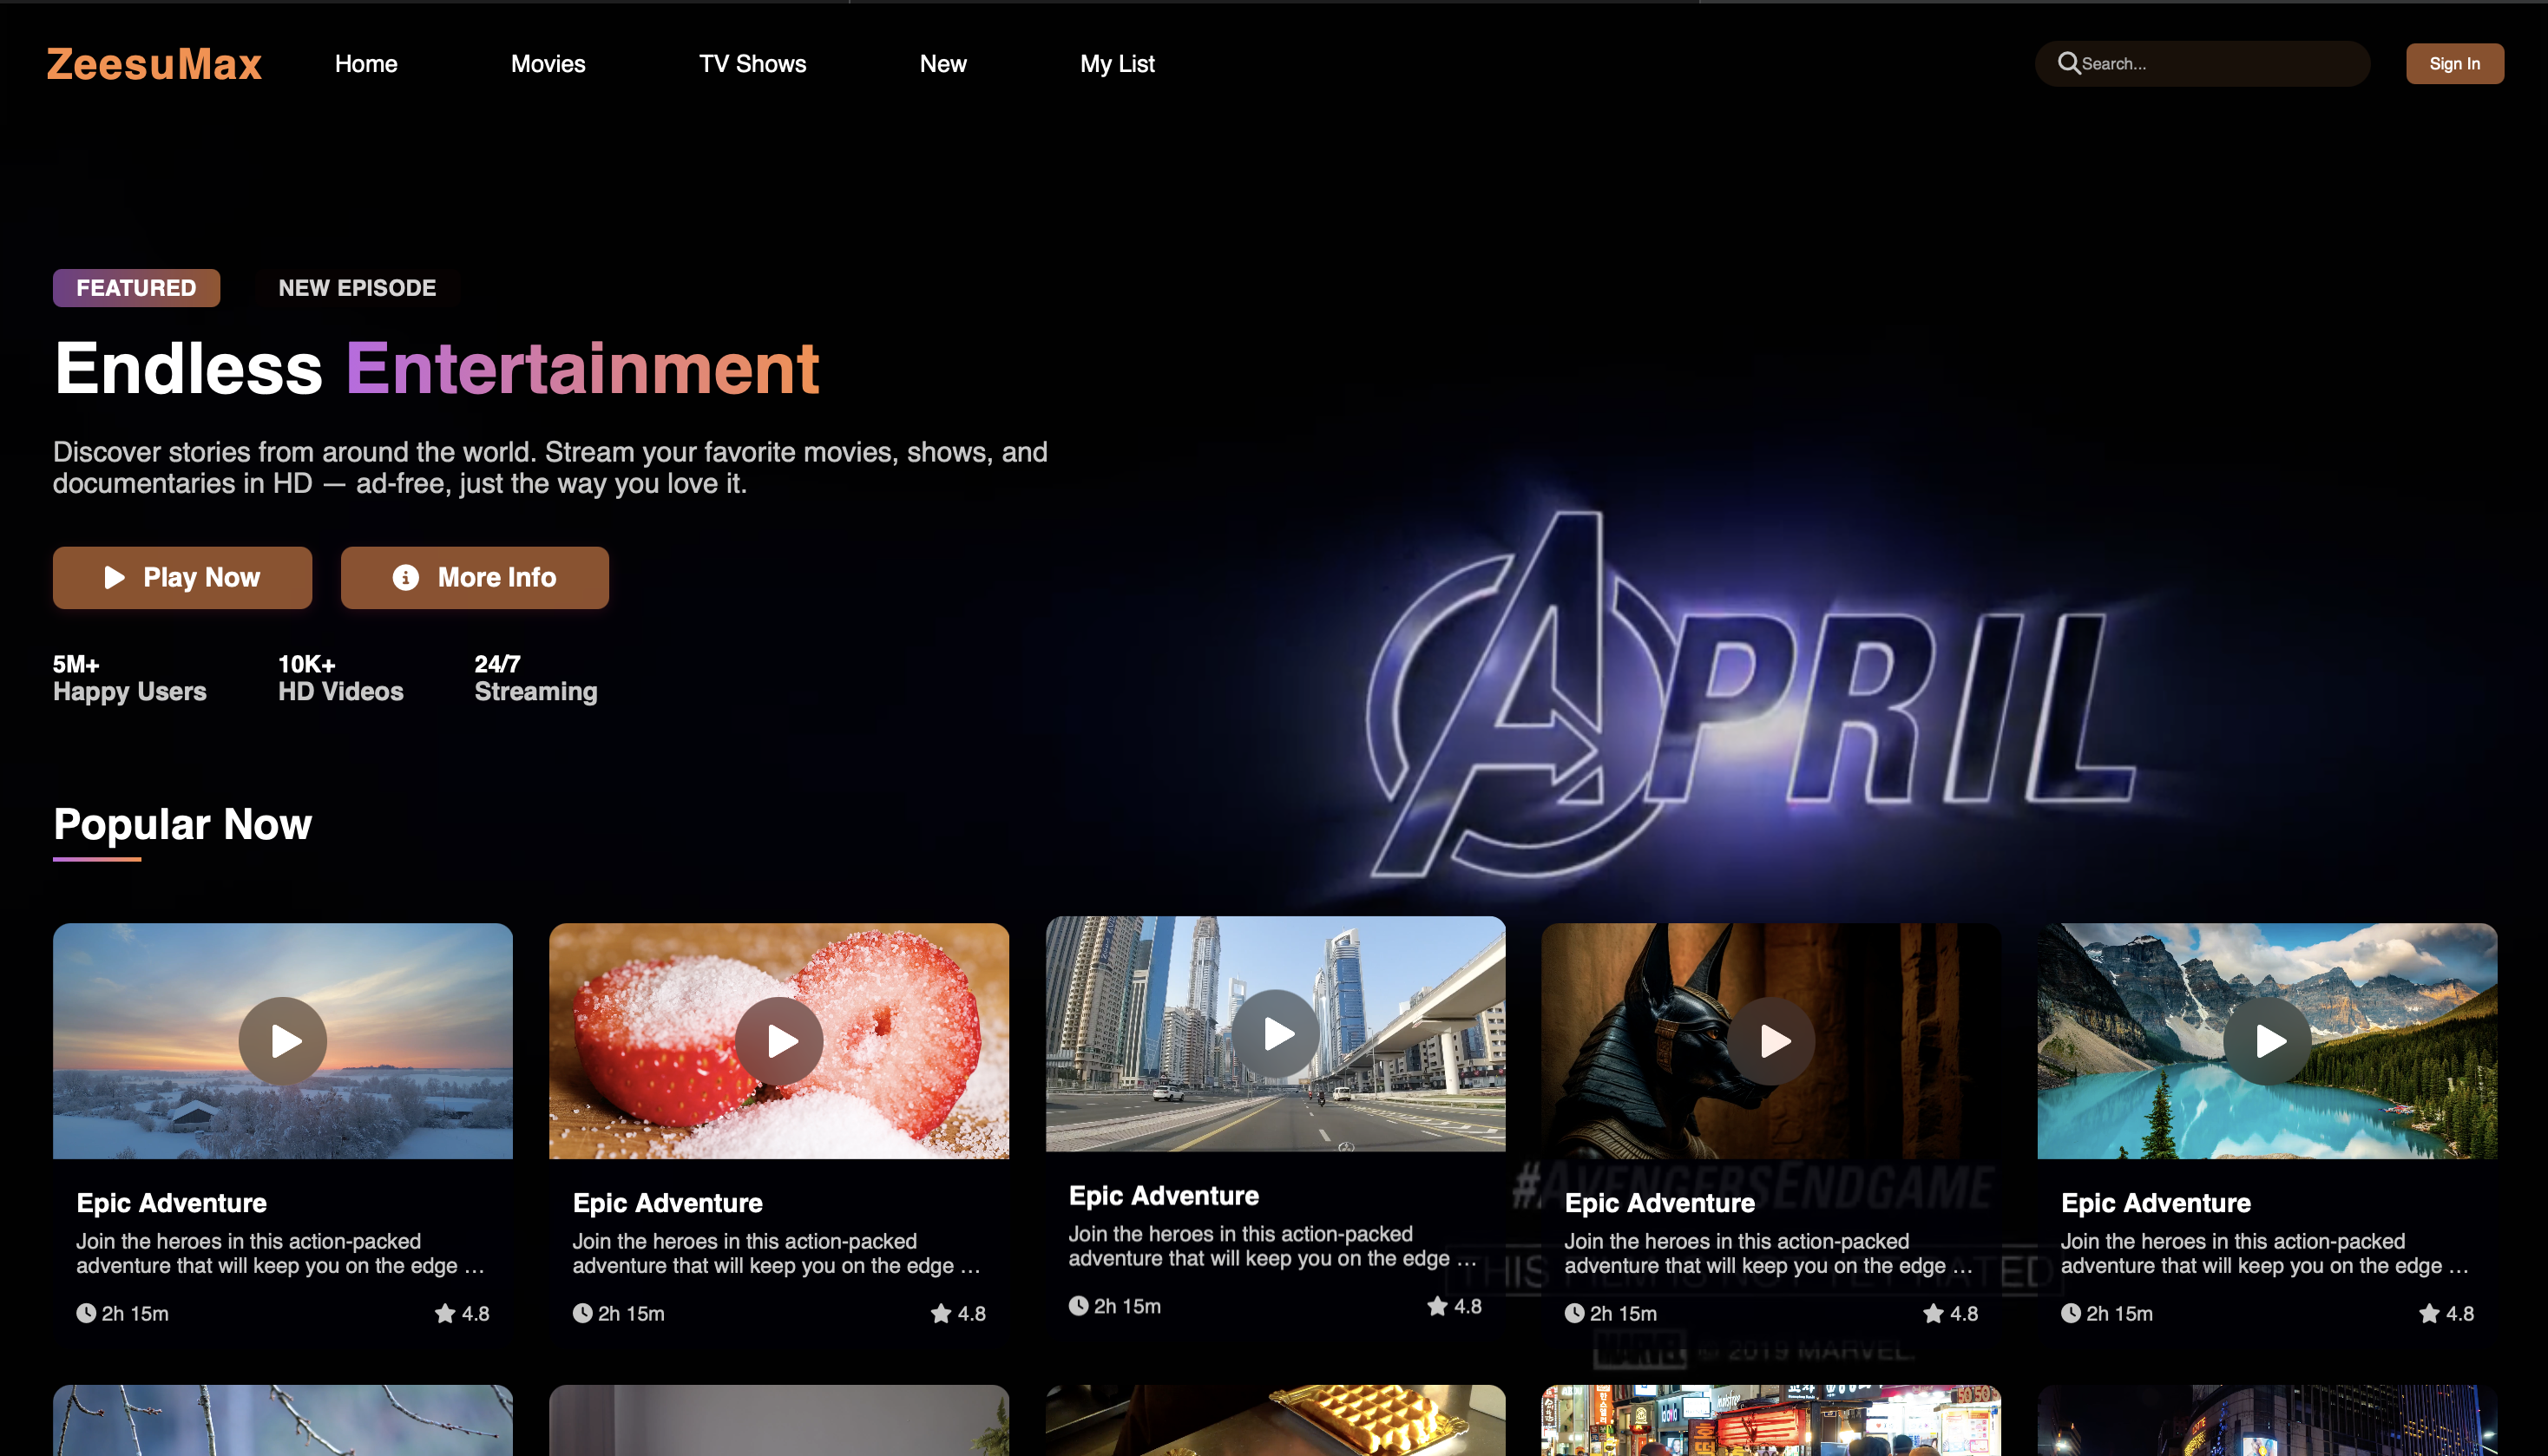 ZeesuMax
Home
Movies
TV Shows
New
My List
Search...
Sign In
FEATURED
NEW EPISODE
Endless Entertainment
Discover stories from around the world. Stream your favorite movies, shows, and
documentaries in HD — ad-free, just the way you love it.
Play Now
More Info
5M+
Happy Users
10K+
HD Videos
24/7
Streaming
APRIL
Popular Now
#AVENGERSENDGAME
THIS FILM IS NOT YET RATED
MARVEL © 2019 MARVEL.
Epic Adventure
Join the heroes in this action-packed
adventure that will keep you on the edge ...
2h 15m
4.8
Epic Adventure
Join the heroes in this action-packed
adventure that will keep you on the edge ...
2h 15m
4.8
Epic Adventure
Join the heroes in this action-packed
adventure that will keep you on the edge ...
2h 15m
4.8
Epic Adventure
Join the heroes in this action-packed
adventure that will keep you on the edge ...
2h 15m
4.8
Epic Adventure
Join the heroes in this action-packed
adventure that will keep you on the edge ...
2h 15m
4.8